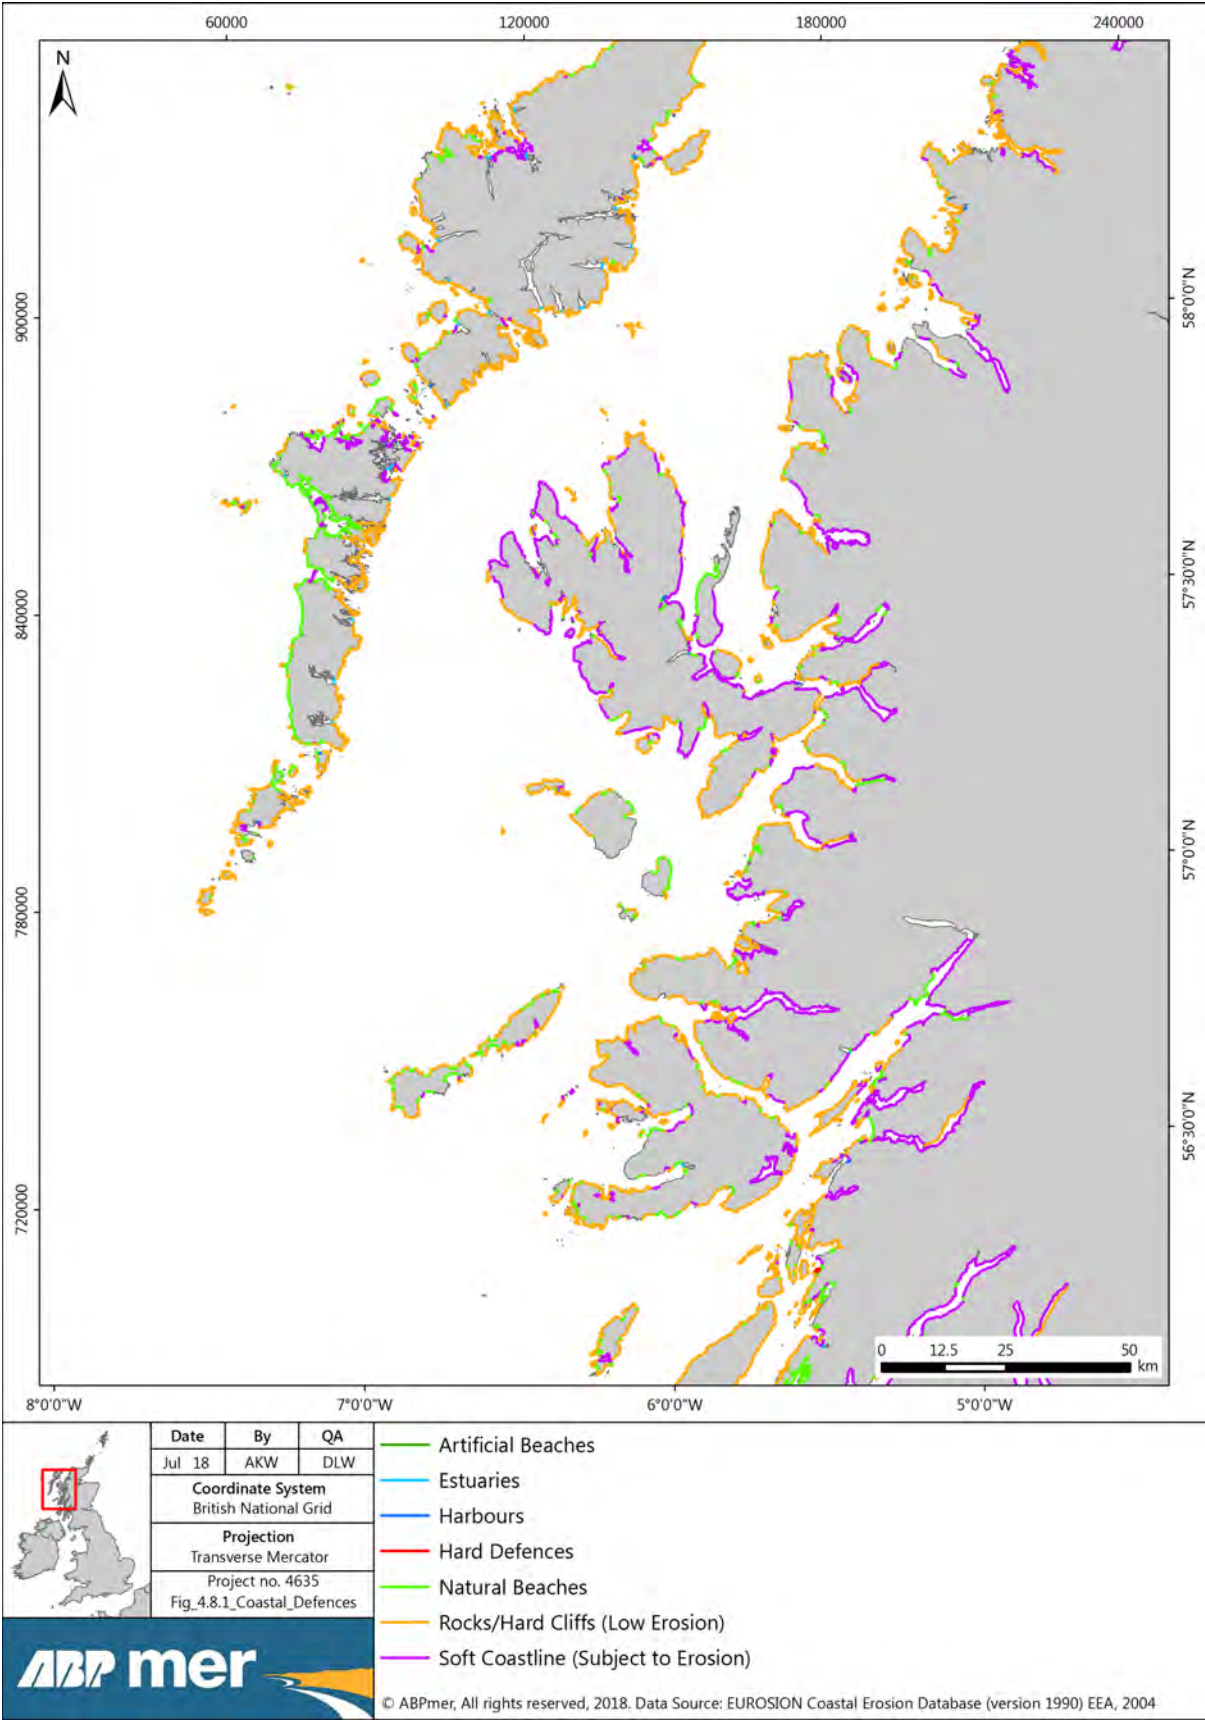 60000 120000 180000 240000
N
58°0'0"N
900000
57°30'0"N
840000
57°0'0"N
780000
56°30'0"N
720000
0 12.5 25 50
km
8°0'0"W 7°0'0"W 6°0'0"W 5°0'0"W
Date By QA
Jul 18 AKW DLW
Coordinate System
British National Grid
Projection
Transverse Mercator
Project no. 4635
Fig_4.8.1_Coastal_Defences
ABP mer
Artificial Beaches
Estuaries
Harbours
Hard Defences
Natural Beaches
Rocks/Hard Cliffs (Low Erosion)
Soft Coastline (Subject to Erosion)
© ABPmer, All rights reserved, 2018. Data Source: EUROSION Coastal Erosion Database (version 1990) EEA, 2004